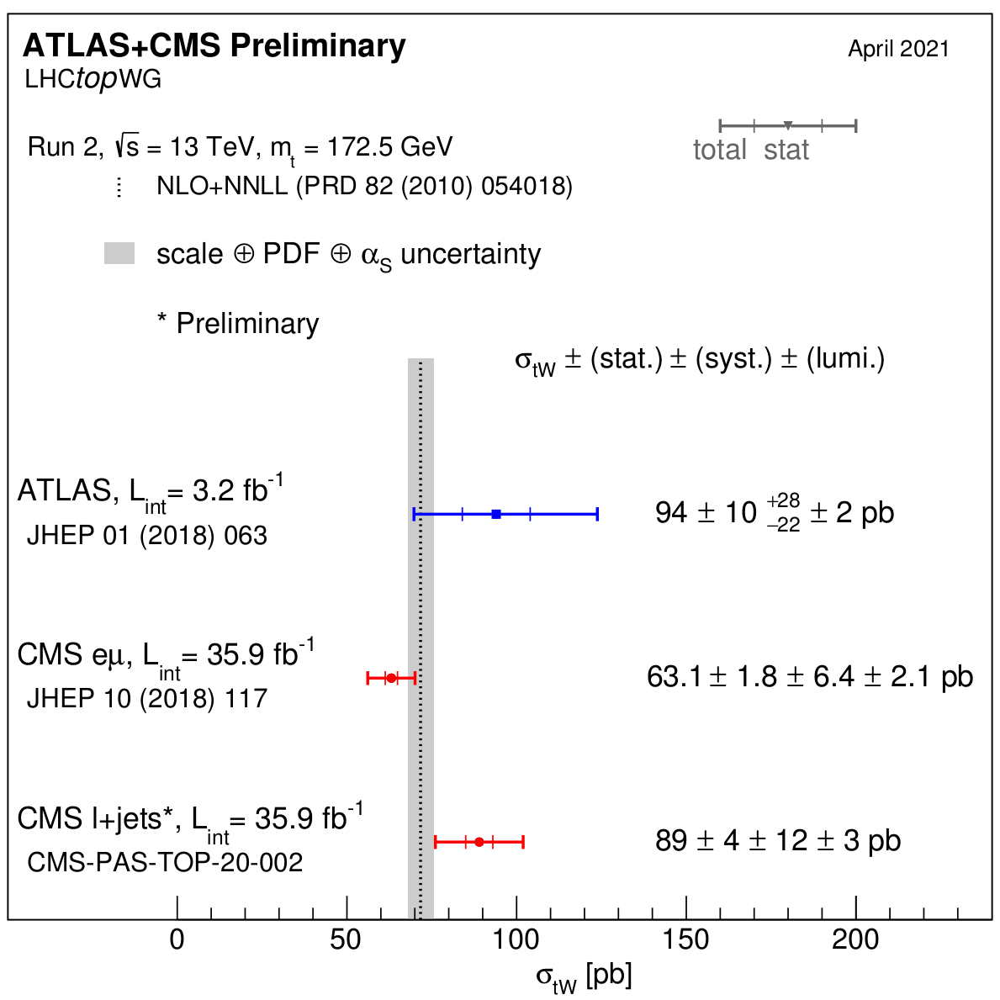 ATLAS+CMS Preliminary
April 2021
LHCtopWG
total stat
Run 2, √s = 13 TeV, mt = 172.5 GeV
NLO+NNLL (PRD 82 (2010) 054018)
scale ⊕ PDF ⊕ αS uncertainty
* Preliminary
σtW ± (stat.) ± (syst.) ± (lumi.)
ATLAS, Lint= 3.2 fb-1
JHEP 01 (2018) 063
94 ± 10 +28 −22 ± 2 pb
CMS eμ, Lint= 35.9 fb-1
JHEP 10 (2018) 117
63.1 ± 1.8 ± 6.4 ± 2.1 pb
CMS l+jets*, Lint= 35.9 fb-1
CMS-PAS-TOP-20-002
89 ± 4 ± 12 ± 3 pb
0 50 100 150 200
σtW [pb]